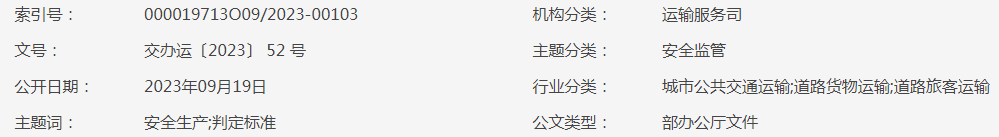 索引号： 000019713O09/2023-00103 机构分类： 运输服务司
文号： 交办运〔2023〕 52 号 主题分类： 安全监管
公开日期： 2023年09月19日 行业分类： 城市公共交通运输;道路货物运输;道路旅客运输
主题词： 安全生产;判定标准 公文类型： 部办公厅文件